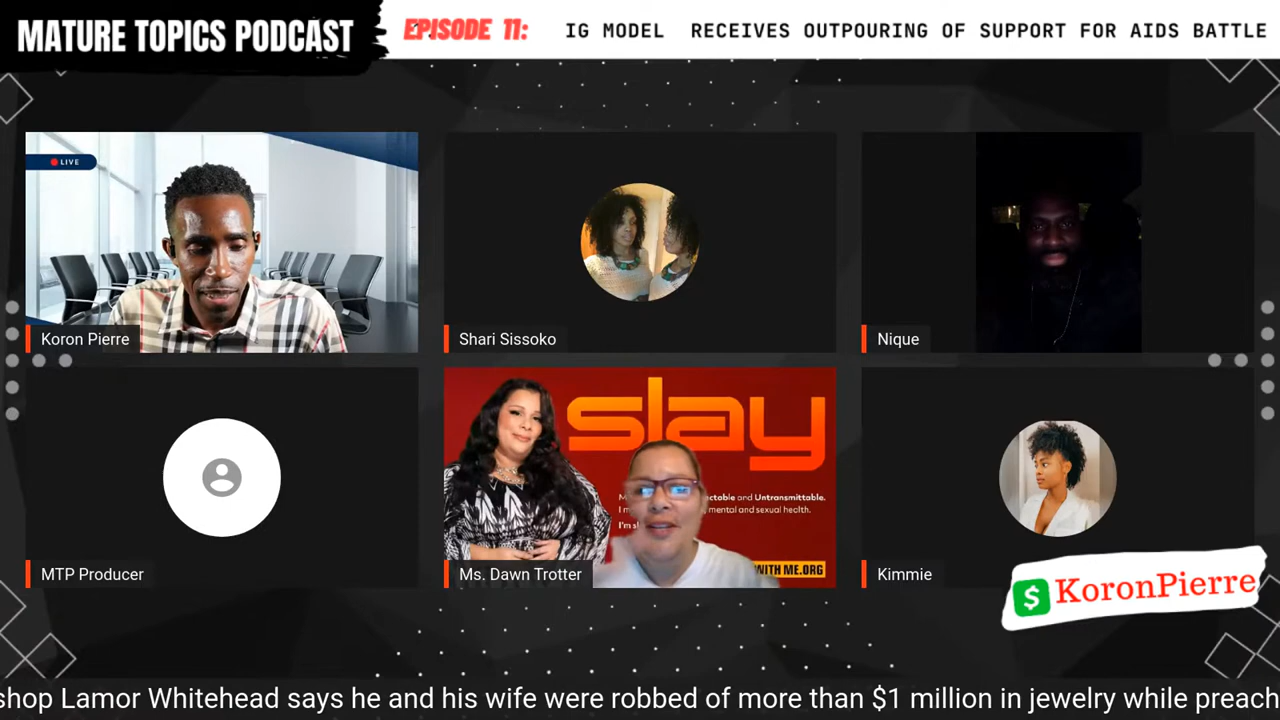 MATURE TOPICS PODCAST
EPISODE 11:
IG MODEL RECEIVES OUTPOURING OF SUPPORT FOR AIDS BATTLE
LIVE
Koron Pierre
Shari Sissoko
Nique
MTP Producer
slay
ectable and Untransmittable.
mental and sexual health.
I'm
WITH ME.ORG
Ms. Dawn Trotter
Kimmie
$ KoronPierre
shop Lamor Whitehead says he and his wife were robbed of more than $1 million in jewelry while preach